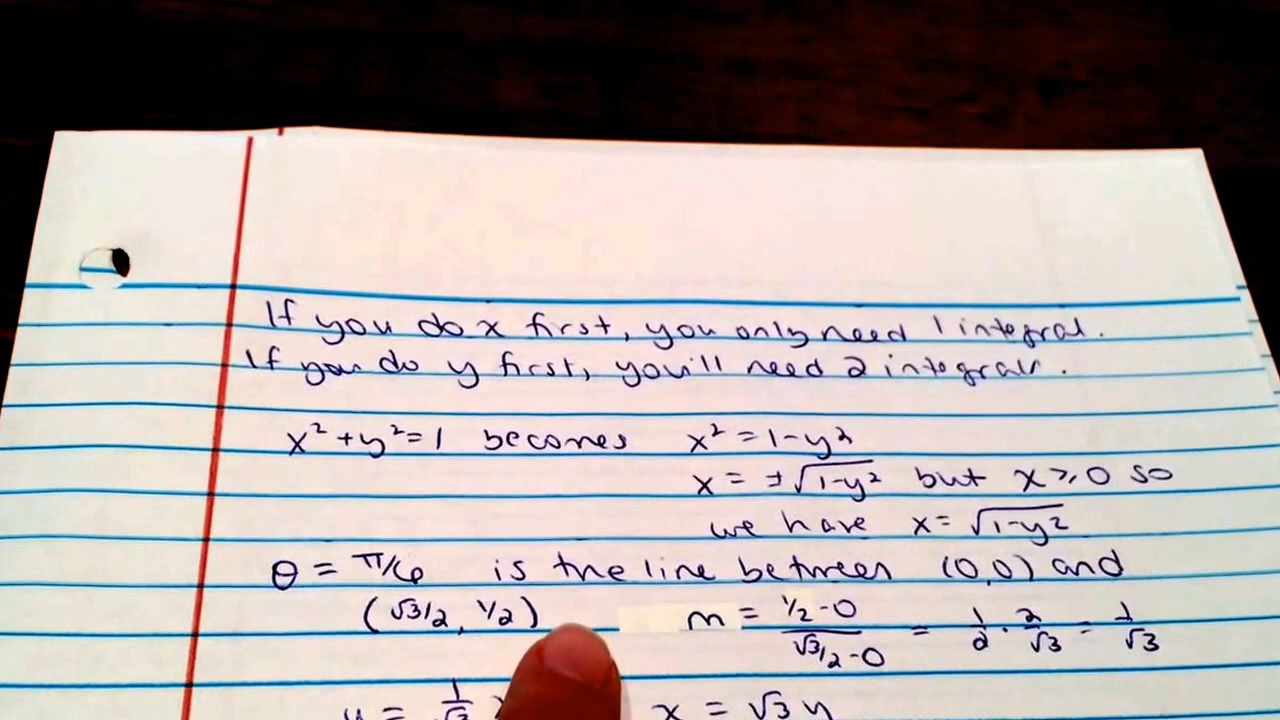 If you do x first, you only need 1 integral.
If you do y first, you'll need 2 integrals.
x² + y² = 1 becomes x² = 1-y²
x = ±√(1-y²) but x ≥ 0 so
we have x = √(1-y²)
θ = π/6 is the line between (0,0) and
(√3/2, 1/2) m = (1/2 - 0)/(√3/2 - 0) = 1/2 · 2/√3 = 1/√3
y = 1/√3 x = √3 y